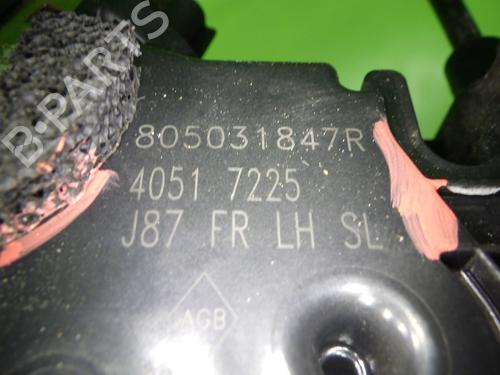 B-PARTS
805031847R
4051 7225
J87 FR LH SL
AGB